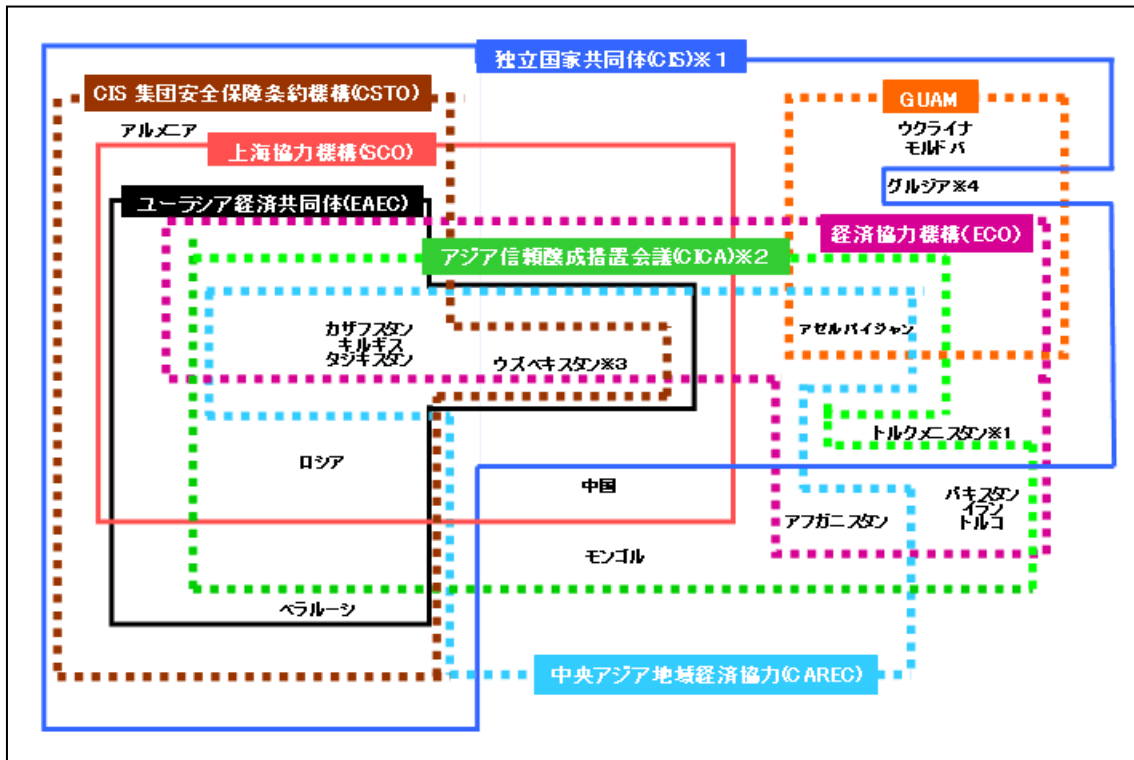 独立国家共同体(CIS)※1
CIS 集団安全保障条約機構(CSTO)
GUAM
アルメニア
ウクライナ
モルドバ
上海協力機構(SCO)
グルジア※4
ユーラシア経済共同体(EAEC)
経済協力機構(ECO)
アジア信頼醸成措置会議(CICA)※2
カザフスタン
キルギス
タジキスタン
アゼルバイジャン
ウズベキスタン※3
トルクメニスタン※1
ロシア
中国
パキスタン
イラン
トルコ
アフガニスタン
モンゴル
ベラルーシ
中央アジア地域経済協力(CAREC)